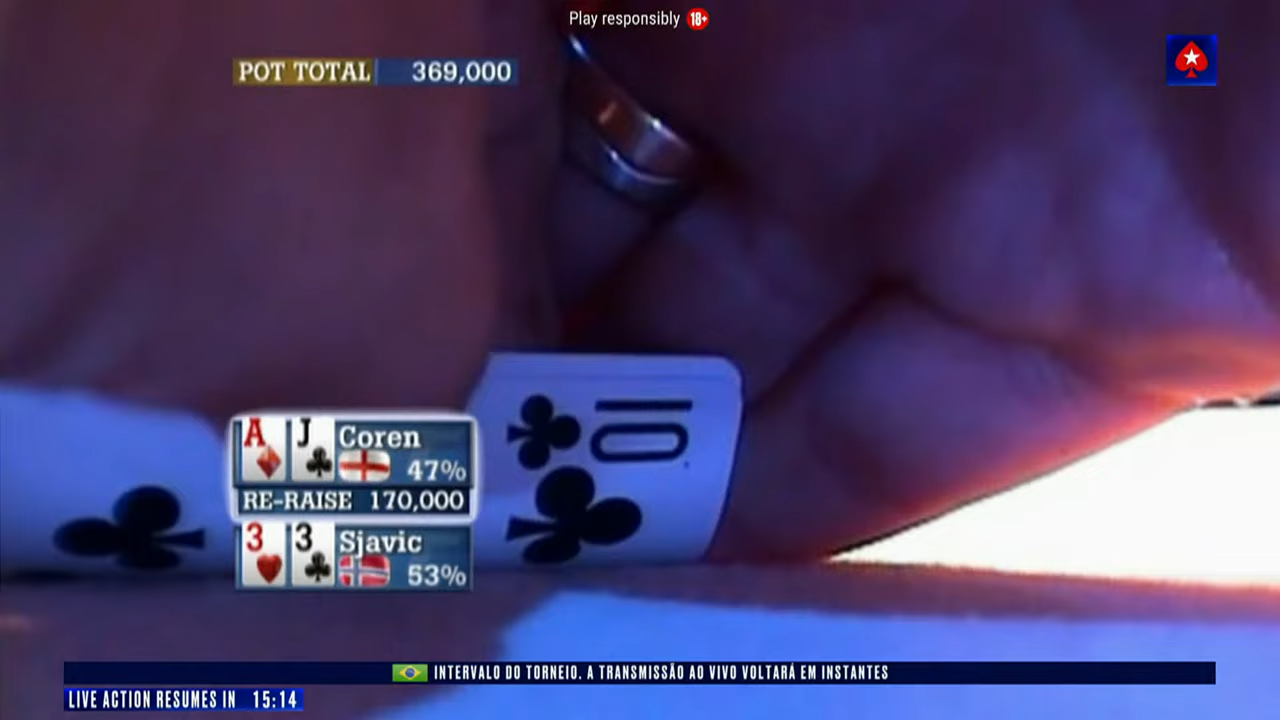 Play responsibly 18+
POT TOTAL 369,000
10
A J Coren
47%
RE-RAISE 170,000
3 3 Sjavic
53%
INTERVALO DO TORNEIO. A TRANSMISSÃO AO VIVO VOLTARÁ EM INSTANTES
LIVE ACTION RESUMES IN 15:14